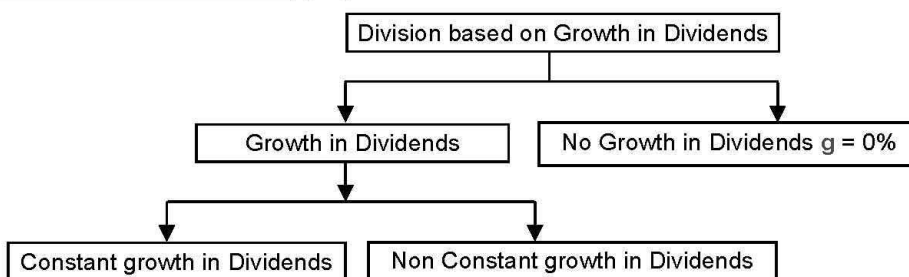 Division based on Growth in Dividends
Growth in Dividends
No Growth in Dividends g = 0%
Constant growth in Dividends
Non Constant growth in Dividends